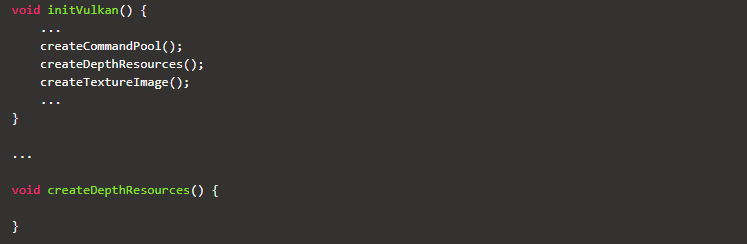 void initVulkan() {
    ...
    createCommandPool();
    createDepthResources();
    createTextureImage();
    ...
}
...
void createDepthResources() {
}